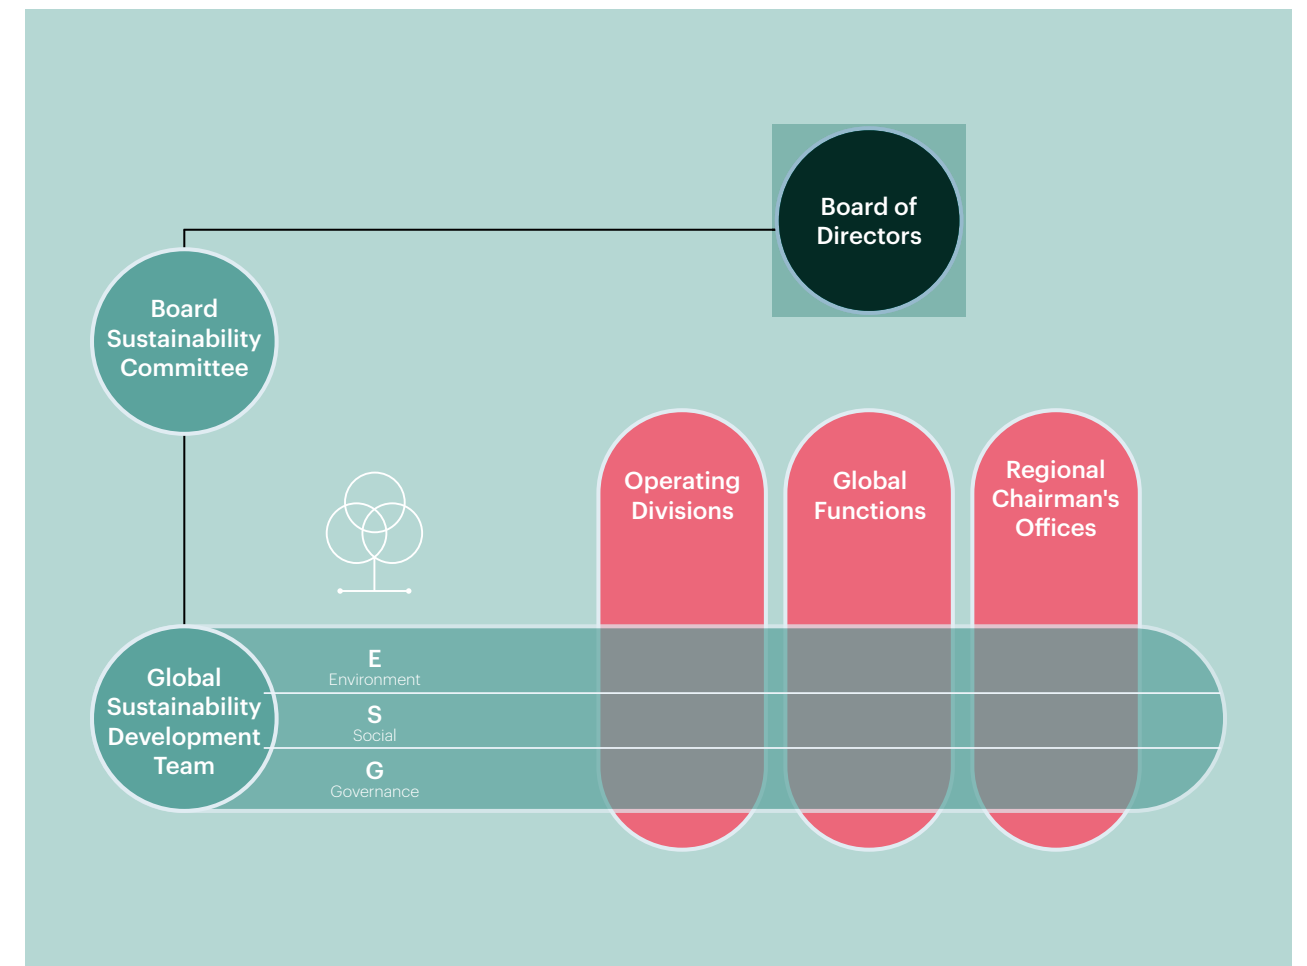 Board of
Directors
Board
Sustainability
Committee
Operating
Divisions
Global
Functions
Regional
Chairman's
Offices
Global
Sustainability
Development
Team
E
Environment
S
Social
G
Governance